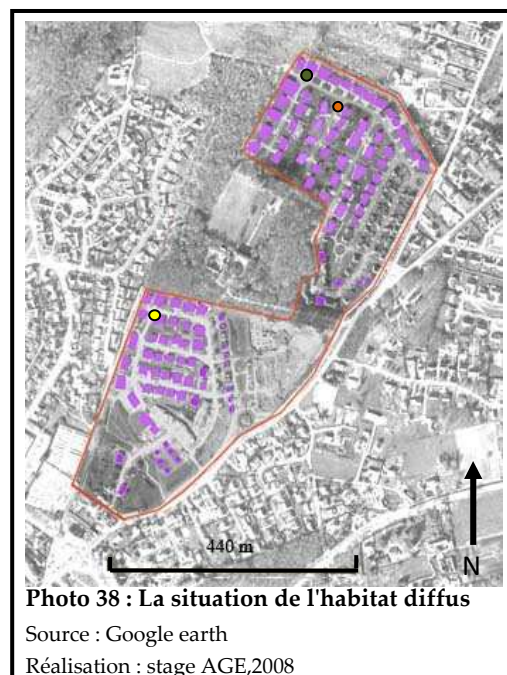 440 m
N
Photo 38 : La situation de l'habitat diffus
Source : Google earth
Réalisation : stage AGE,2008